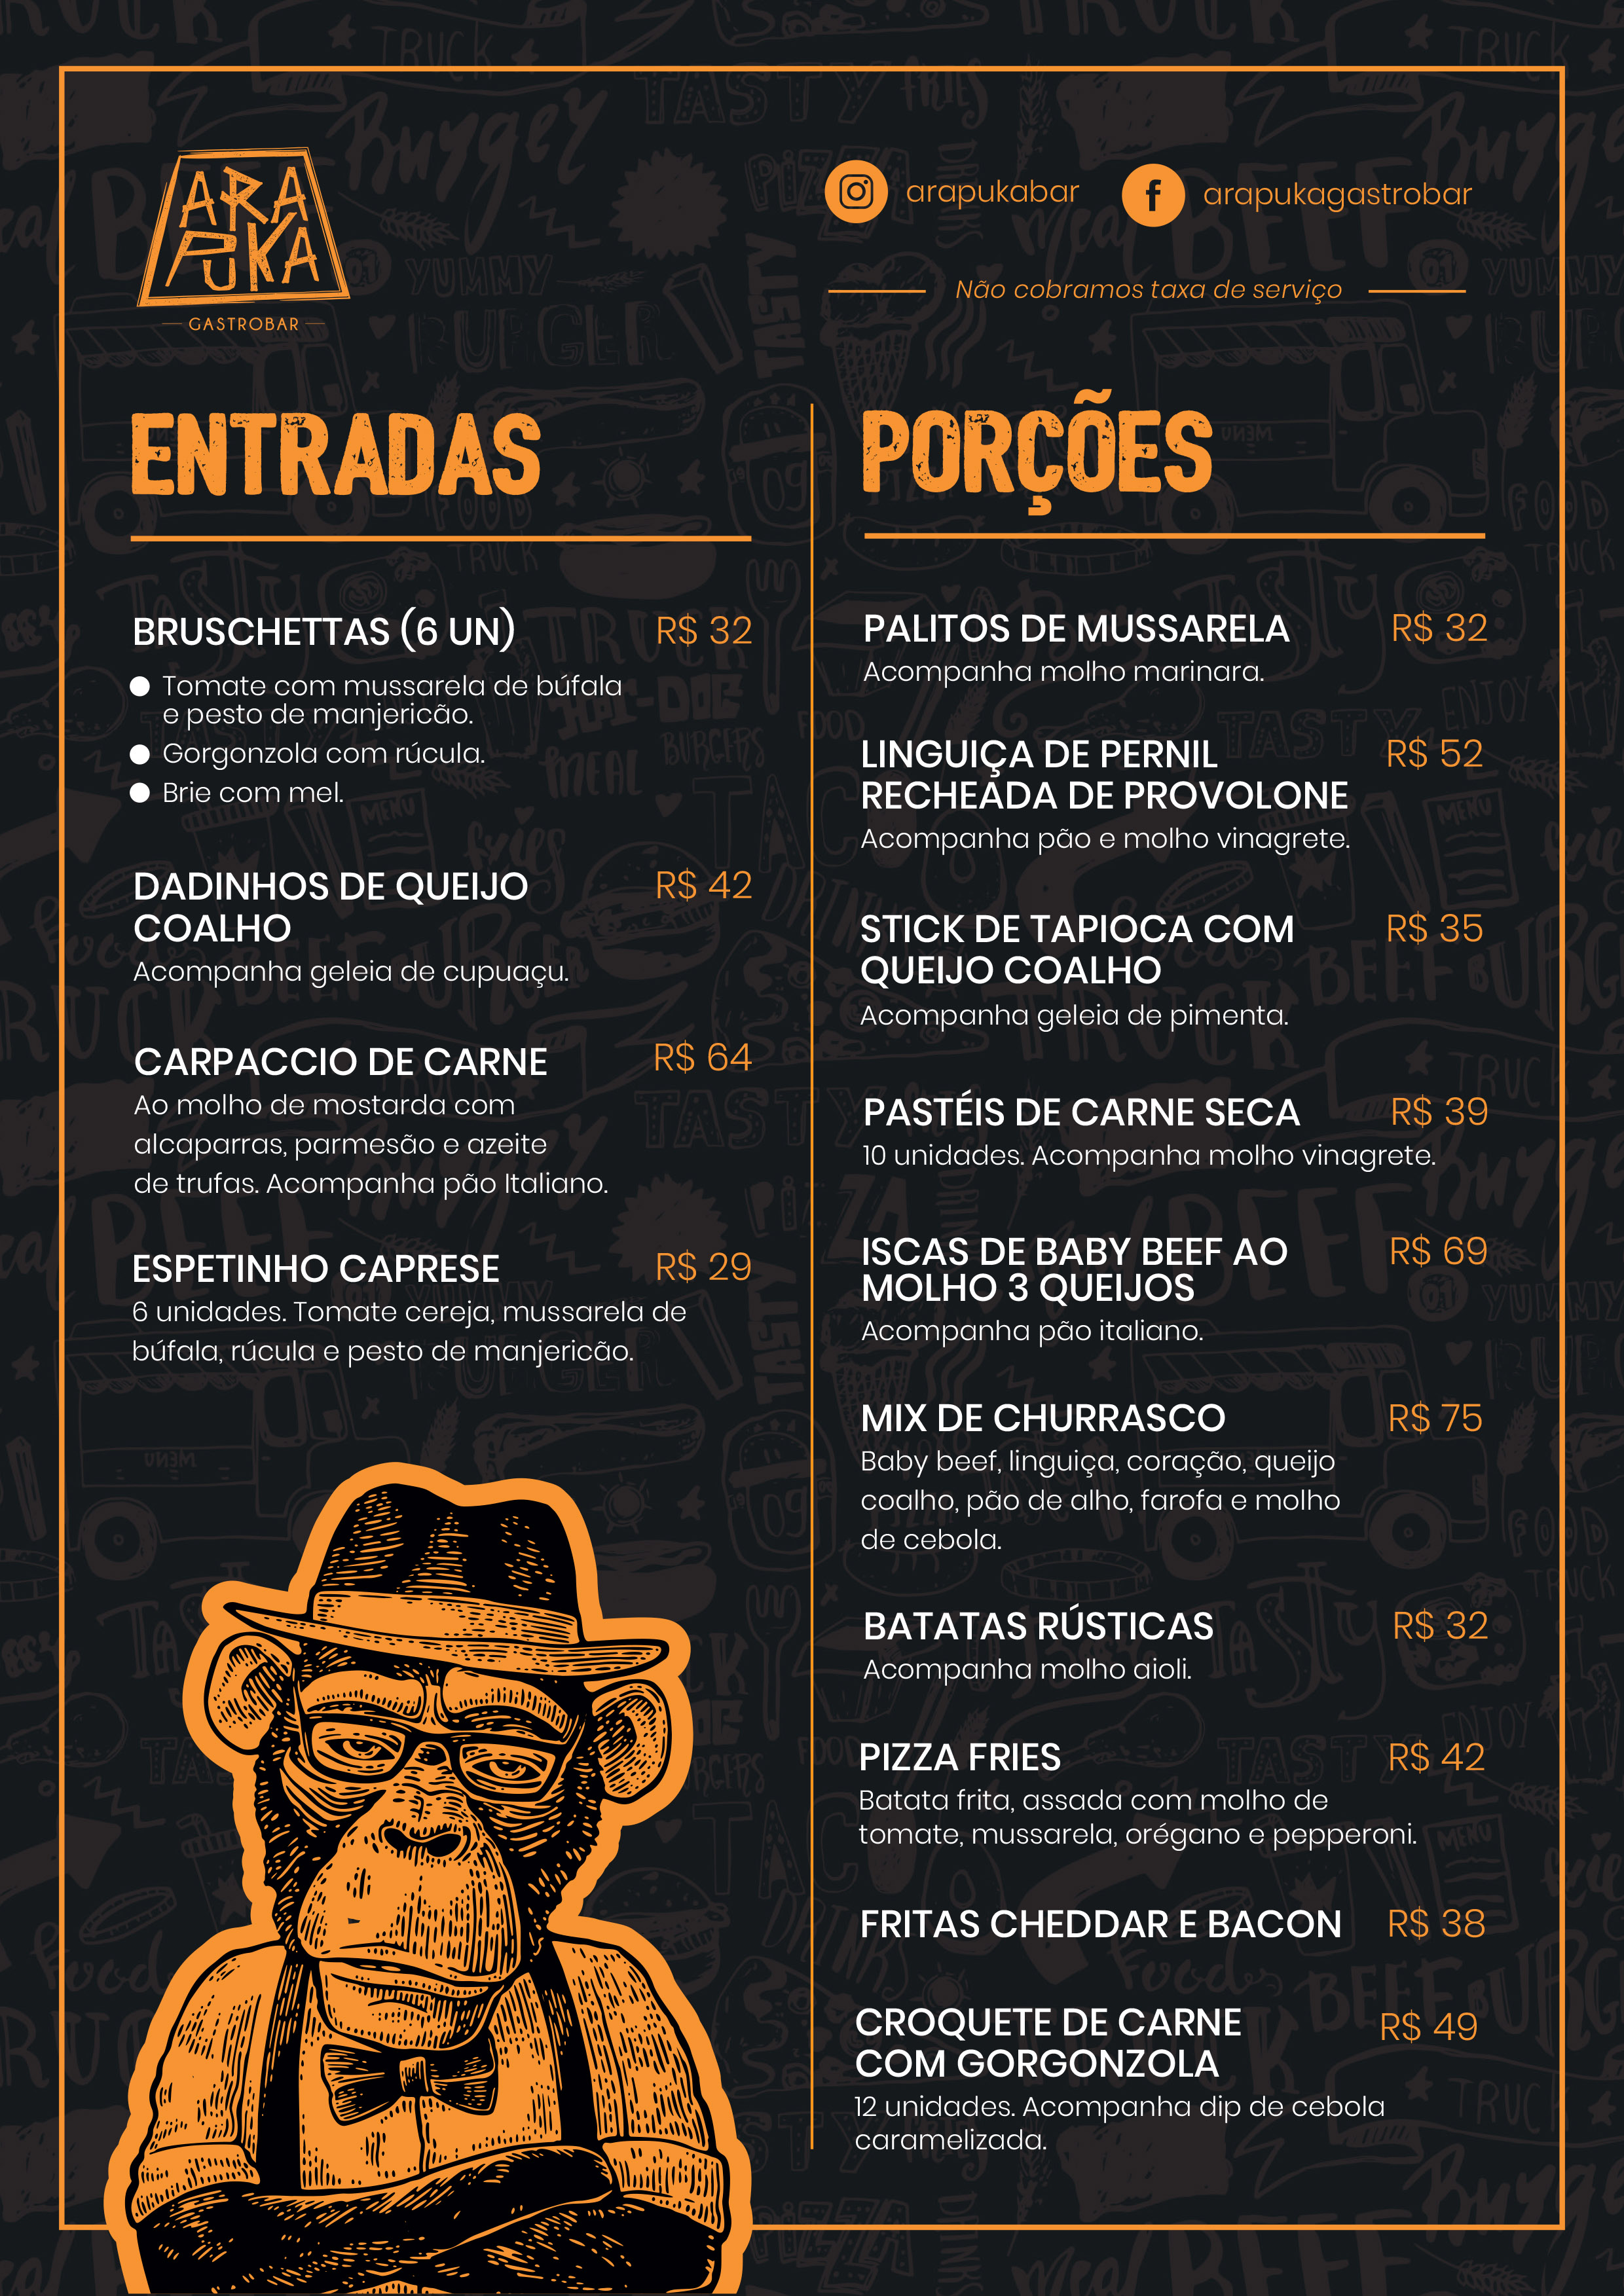 ARA
PUKÁ
GASTROBAR
arapukabar
arapukagastrobar
Não cobramos taxa de serviço
ENTRADAS
BRUSCHETTAS (6 UN) R$ 32
Tomate com mussarela de búfala
e pesto de manjericão.
Gorgonzola com rúcula.
Brie com mel.
DADINHOS DE QUEIJO R$ 42
COALHO
Acompanha geleia de cupuaçu.
CARPACCIO DE CARNE R$ 64
Ao molho de mostarda com
alcaparras, parmesão e azeite
de trufas. Acompanha pão Italiano.
ESPETINHO CAPRESE R$ 29
6 unidades. Tomate cereja, mussarela de
búfala, rúcula e pesto de manjericão.
PORÇÕES
PALITOS DE MUSSARELA R$ 32
Acompanha molho marinara.
LINGUIÇA DE PERNIL R$ 52
RECHEADA DE PROVOLONE
Acompanha pão e molho vinagrete.
STICK DE TAPIOCA COM R$ 35
QUEIJO COALHO
Acompanha geleia de pimenta.
PASTÉIS DE CARNE SECA R$ 39
10 unidades. Acompanha molho vinagrete.
ISCAS DE BABY BEEF AO R$ 69
MOLHO 3 QUEIJOS
Acompanha pão italiano.
MIX DE CHURRASCO R$ 75
Baby beef, linguiça, coração, queijo
coalho, pão de alho, farofa e molho
de cebola.
BATATAS RÚSTICAS R$ 32
Acompanha molho aioli.
PIZZA FRIES R$ 42
Batata frita, assada com molho de
tomate, mussarela, orégano e pepperoni.
FRITAS CHEDDAR E BACON R$ 38
CROQUETE DE CARNE R$ 49
COM GORGONZOLA
12 unidades. Acompanha dip de cebola
caramelizada.